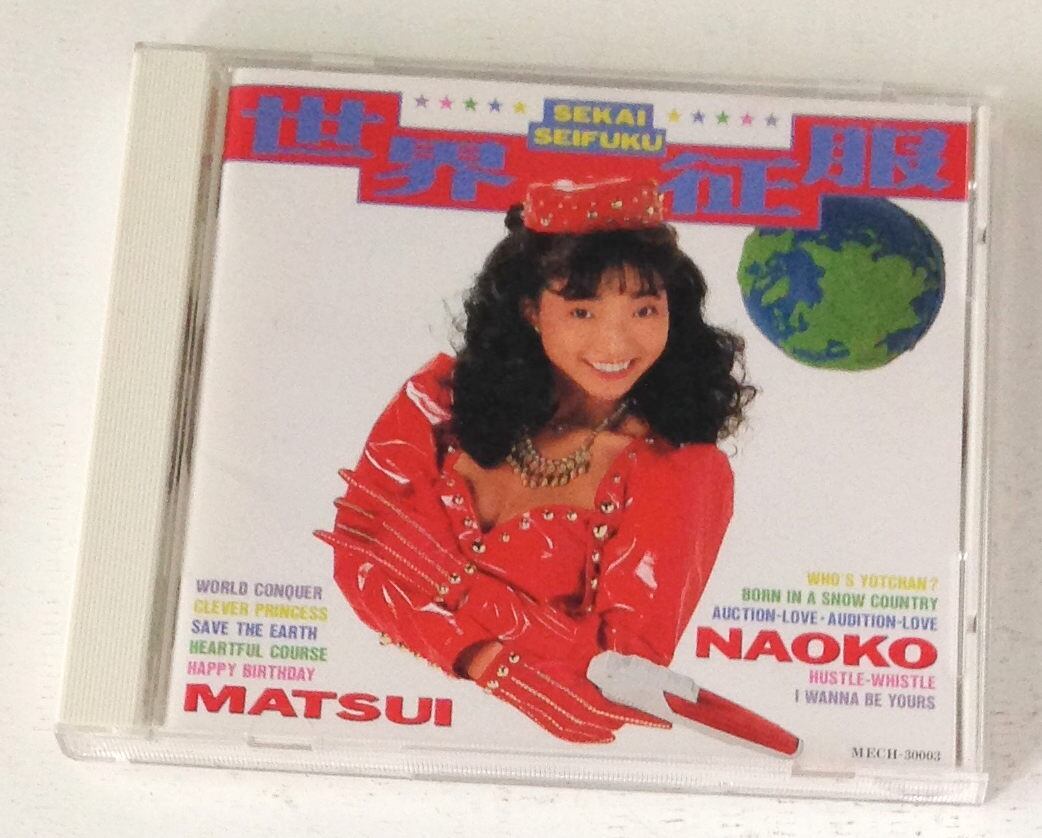 世界征服
SEKAI
SEIFUKU
WORLD CONQUER
CLEVER PRINCESS
SAVE THE EARTH
HEARTFUL COURSE
HAPPY BIRTHDAY
MATSUI
WHO'S YOTCHAN?
BORN IN A SNOW COUNTRY
AUCTION-LOVE・AUDITION-LOVE
NAOKO
HUSTLE-WHISTLE
I WANNA BE YOURS
MECH-30003